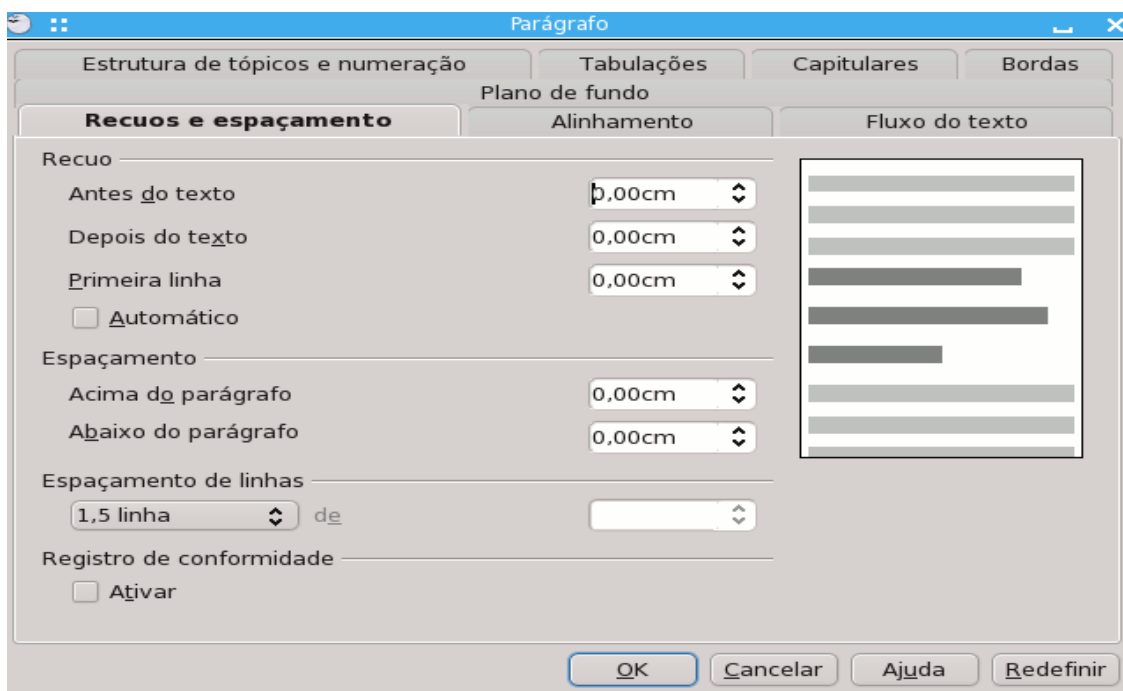 Parágrafo
Estrutura de tópicos e numeração Tabulações Capitulares Bordas
Plano de fundo
Recuos e espaçamento Alinhamento Fluxo do texto
Recuo
Antes do texto 0,00cm
Depois do texto 0,00cm
Primeira linha 0,00cm
Automático
Espaçamento
Acima do parágrafo 0,00cm
Abaixo do parágrafo 0,00cm
Espaçamento de linhas
1,5 linha de
Registro de conformidade
Ativar
OK Cancelar Ajuda Redefinir